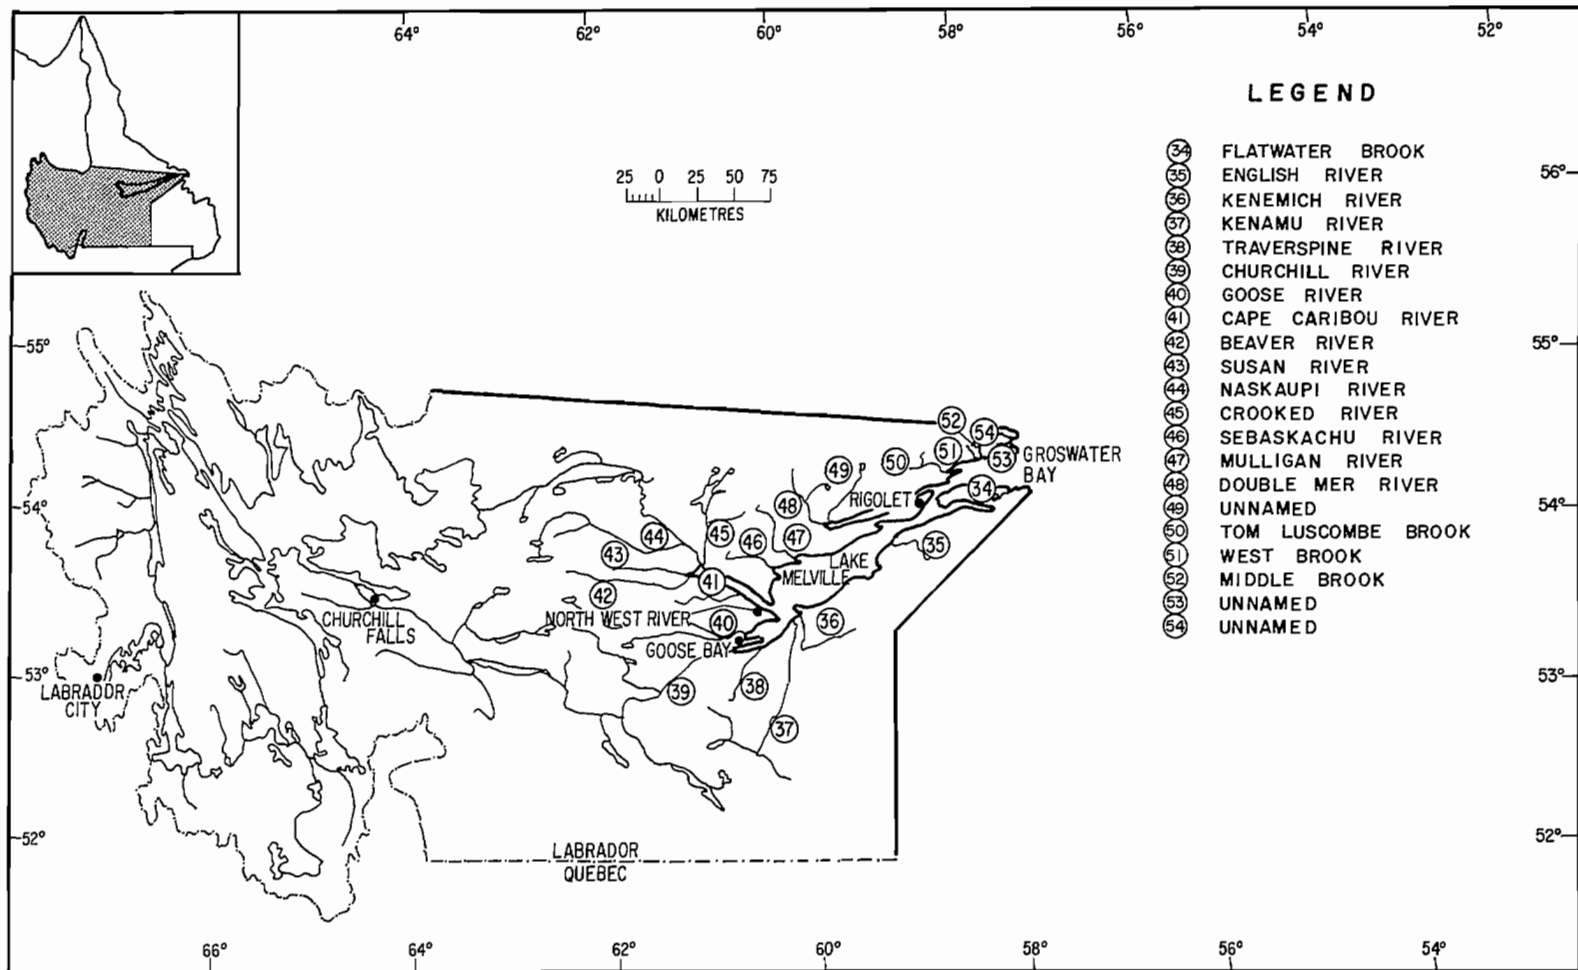 64° 62° 60° 58° 56° 54° 52°
LEGEND
34 FLATWATER BROOK
35 ENGLISH RIVER
36 KENEMICH RIVER
37 KENAMU RIVER
38 TRAVERSPINE RIVER
39 CHURCHILL RIVER
40 GOOSE RIVER
41 CAPE CARIBOU RIVER
42 BEAVER RIVER
43 SUSAN RIVER
44 NASKAUPI RIVER
45 CROOKED RIVER
46 SEBASKACHU RIVER
47 MULLIGAN RIVER
48 DOUBLE MER RIVER
49 UNNAMED
50 TOM LUSCOMBE BROOK
51 WEST BROOK
52 MIDDLE BROOK
53 UNNAMED
54 UNNAMED
25 0 25 50 75
KILOMETRES
56°
55° 55°
52
54
51
53
GROSWATER
BAY
50
49
34
RIGOLET
48
54° 54°
44
45
46
47
35
43
LAKE
MELVILLE
41
42
CHURCHILL
FALLS
NORTH WEST RIVER
40
36
GOOSE BAY
53° 53°
LABRADOR
CITY
39
38
37
52° 52°
LABRADOR
QUEBEC
66° 64° 62° 60° 58° 56° 54°